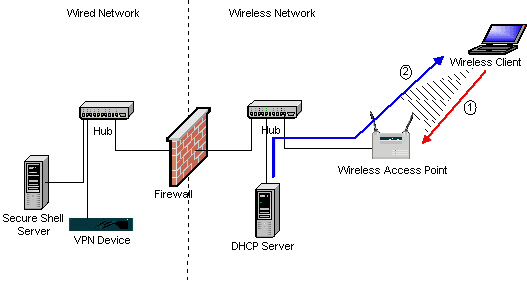 Wired Network
Wireless Network
2
Wireless Client
1
Hub
Hub
Wireless Access Point
Firewall
Secure Shell
Server
VPN Device
DHCP Server